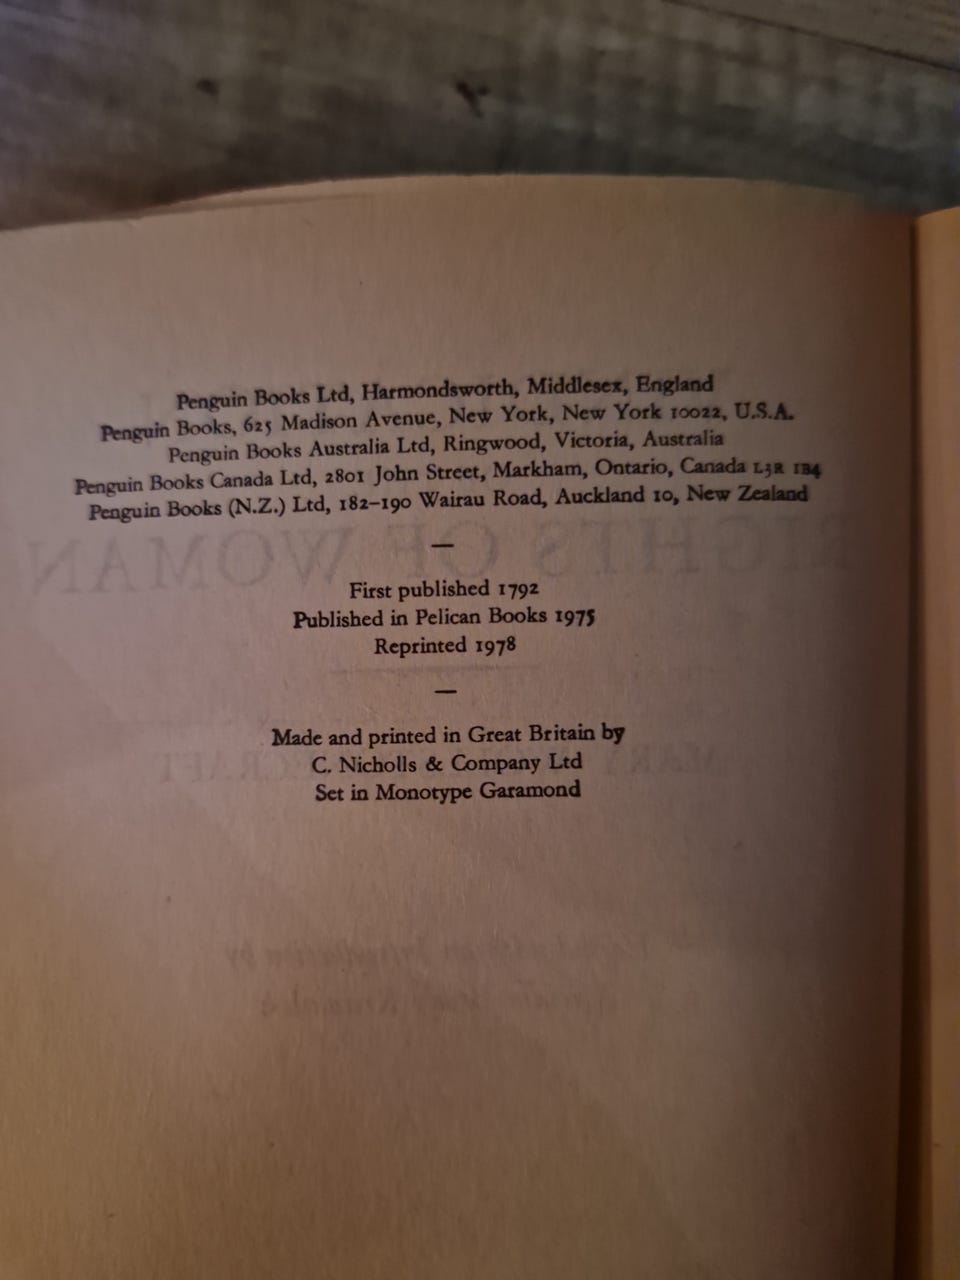 Penguin Books Ltd, Harmondsworth, Middlesex, England
Penguin Books, 625 Madison Avenue, New York, New York 10022, U.S.A.
Penguin Books Australia Ltd, Ringwood, Victoria, Australia
Penguin Books Canada Ltd, 2801 John Street, Markham, Ontario, Canada L3R 1B4
Penguin Books (N.Z.) Ltd, 182–190 Wairau Road, Auckland 10, New Zealand
—
First published 1792
Published in Pelican Books 1975
Reprinted 1978
—
Made and printed in Great Britain by
C. Nicholls & Company Ltd
Set in Monotype Garamond
RIGHTS OF WOMAN